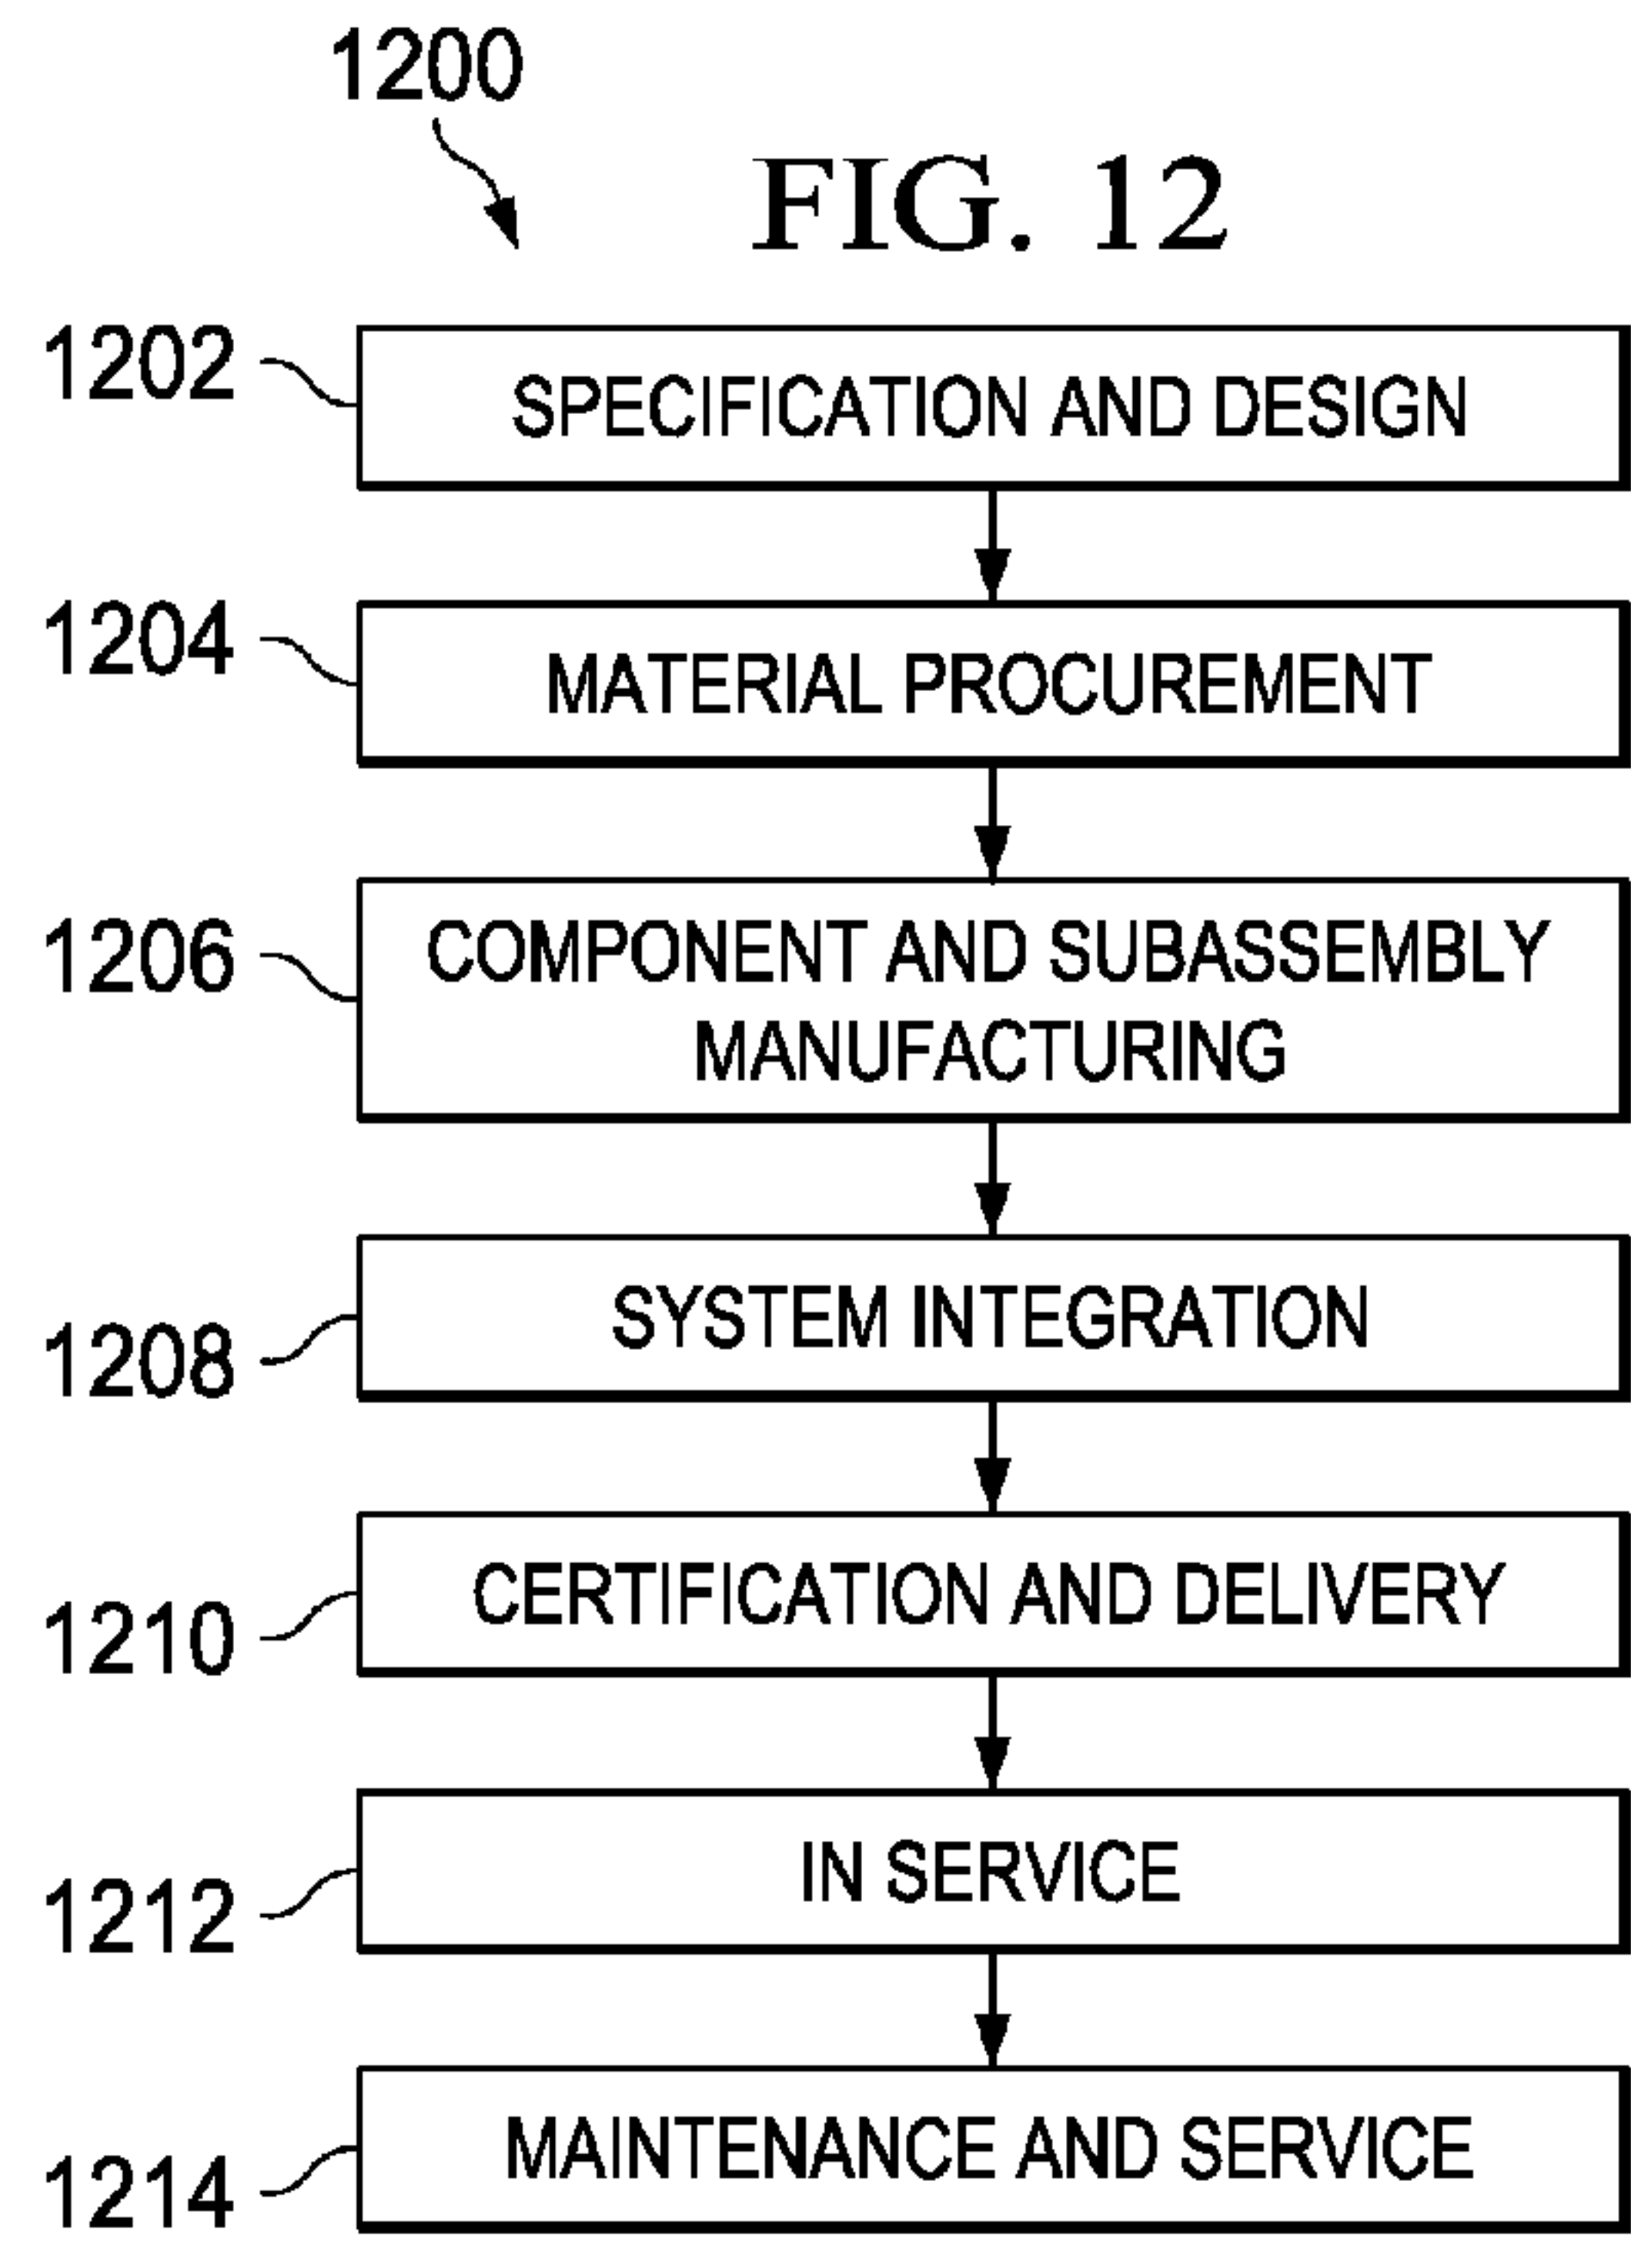 1200
FIG. 12
1202
SPECIFICATION AND DESIGN
1204
MATERIAL PROCUREMENT
1206
COMPONENT AND SUBASSEMBLY
MANUFACTURING
1208
SYSTEM INTEGRATION
1210
CERTIFICATION AND DELIVERY
1212
IN SERVICE
1214
MAINTENANCE AND SERVICE